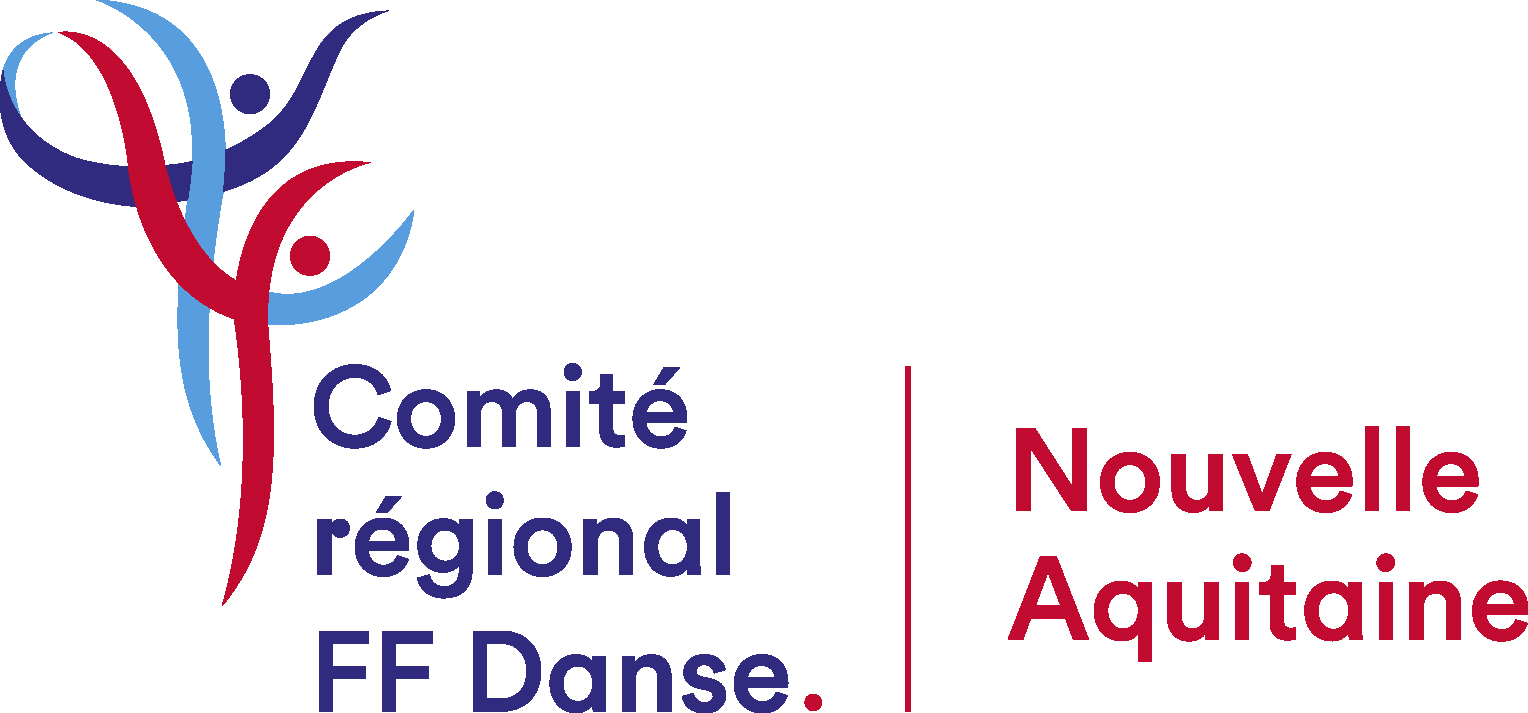 Comité
régional
FF Danse.
Nouvelle
Aquitaine